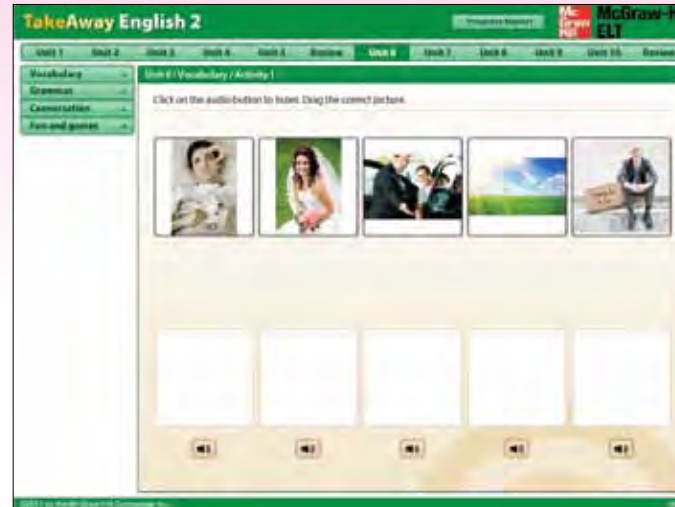 TakeAway English 2
Progress Report
Mc Graw Hill
McGraw-H
ELT
Unit 1 Unit 2 Unit 3 Unit 4 Unit 5 Review Unit 6 Unit 7 Unit 8 Unit 9 Unit 10 Review
Vocabulary
Grammar
Conversation
Fun and games
Unit 6 / Vocabulary / Activity 1
Click on the audio button to listen. Drag the correct picture.